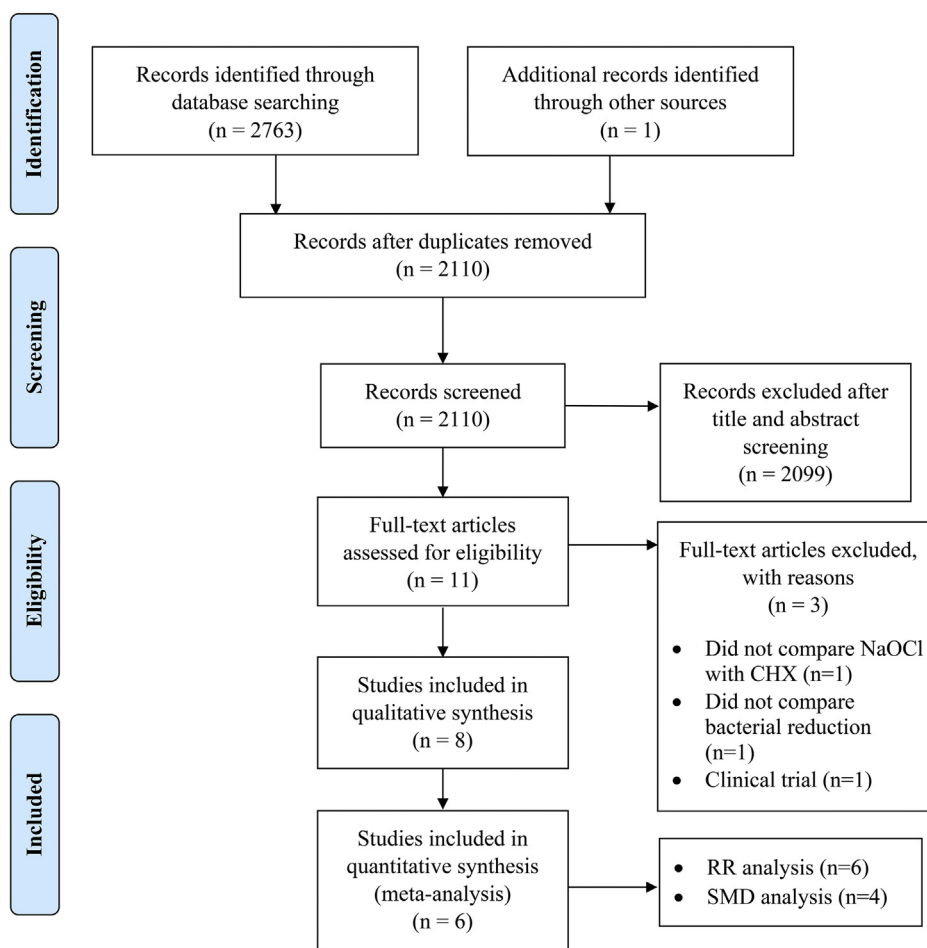 Identification
Records identified through
database searching
(n = 2763)
Additional records identified
through other sources
(n = 1)
Records after duplicates removed
(n = 2110)
Screening
Records screened
(n = 2110)
Records excluded after
title and abstract
screening
(n = 2099)
Eligibility
Full-text articles
assessed for eligibility
(n = 11)
Full-text articles excluded,
with reasons
(n = 3)
• Did not compare NaOCl
with CHX (n=1)
• Did not compare
bacterial reduction
(n=1)
• Clinical trial (n=1)
Studies included in
qualitative synthesis
(n = 8)
Included
Studies included in
quantitative synthesis
(meta-analysis)
(n = 6)
• RR analysis (n=6)
• SMD analysis (n=4)